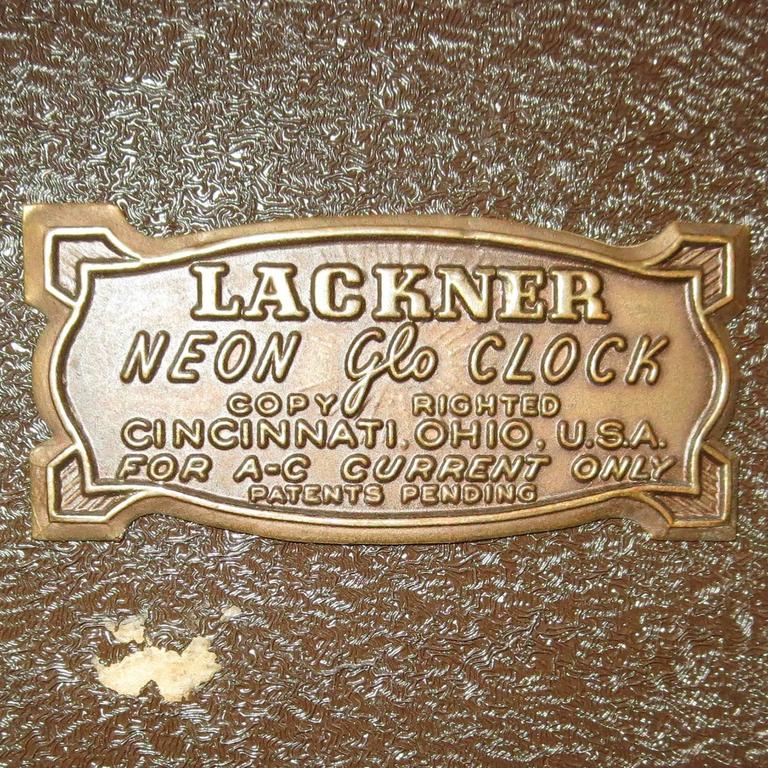 LACKNER
NEON Glo CLOCK
COPY RIGHTED
CINCINNATI, OHIO, U.S.A.
FOR A-C CURRENT ONLY
PATENTS PENDING